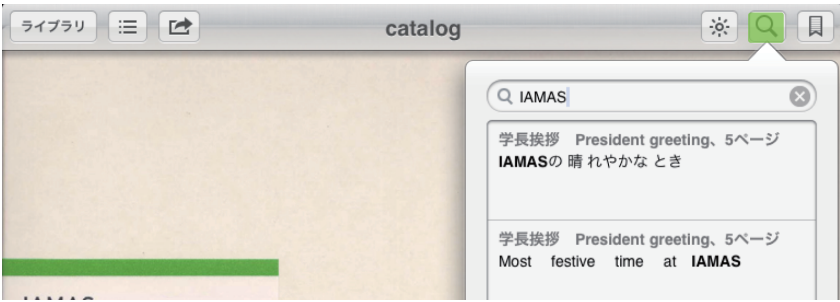 ライブラリ
catalog
IAMAS
学長挨拶　President greeting、5ページ
IAMASの 晴 れやかな とき
学長挨拶　President greeting、5ページ
Most festive time at IAMAS
IAMAS